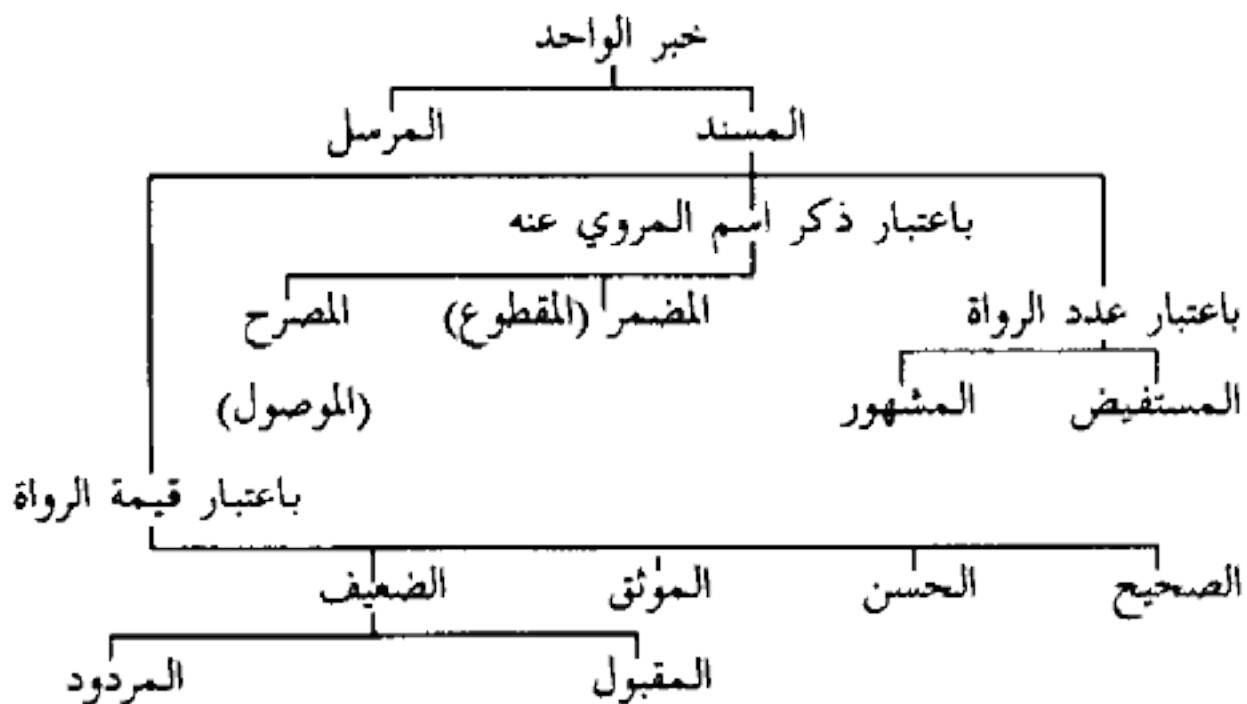 خبر الواحد
المسند المرسل
باعتبار ذكر اسم المروي عنه
باعتبار عدد الرواة المضمر (المقطوع) المصرح
المستفيض المشهور (الموصول)
باعتبار قيمة الرواة
الصحيح الحسن الموثق الضعيف
المقبول المردود